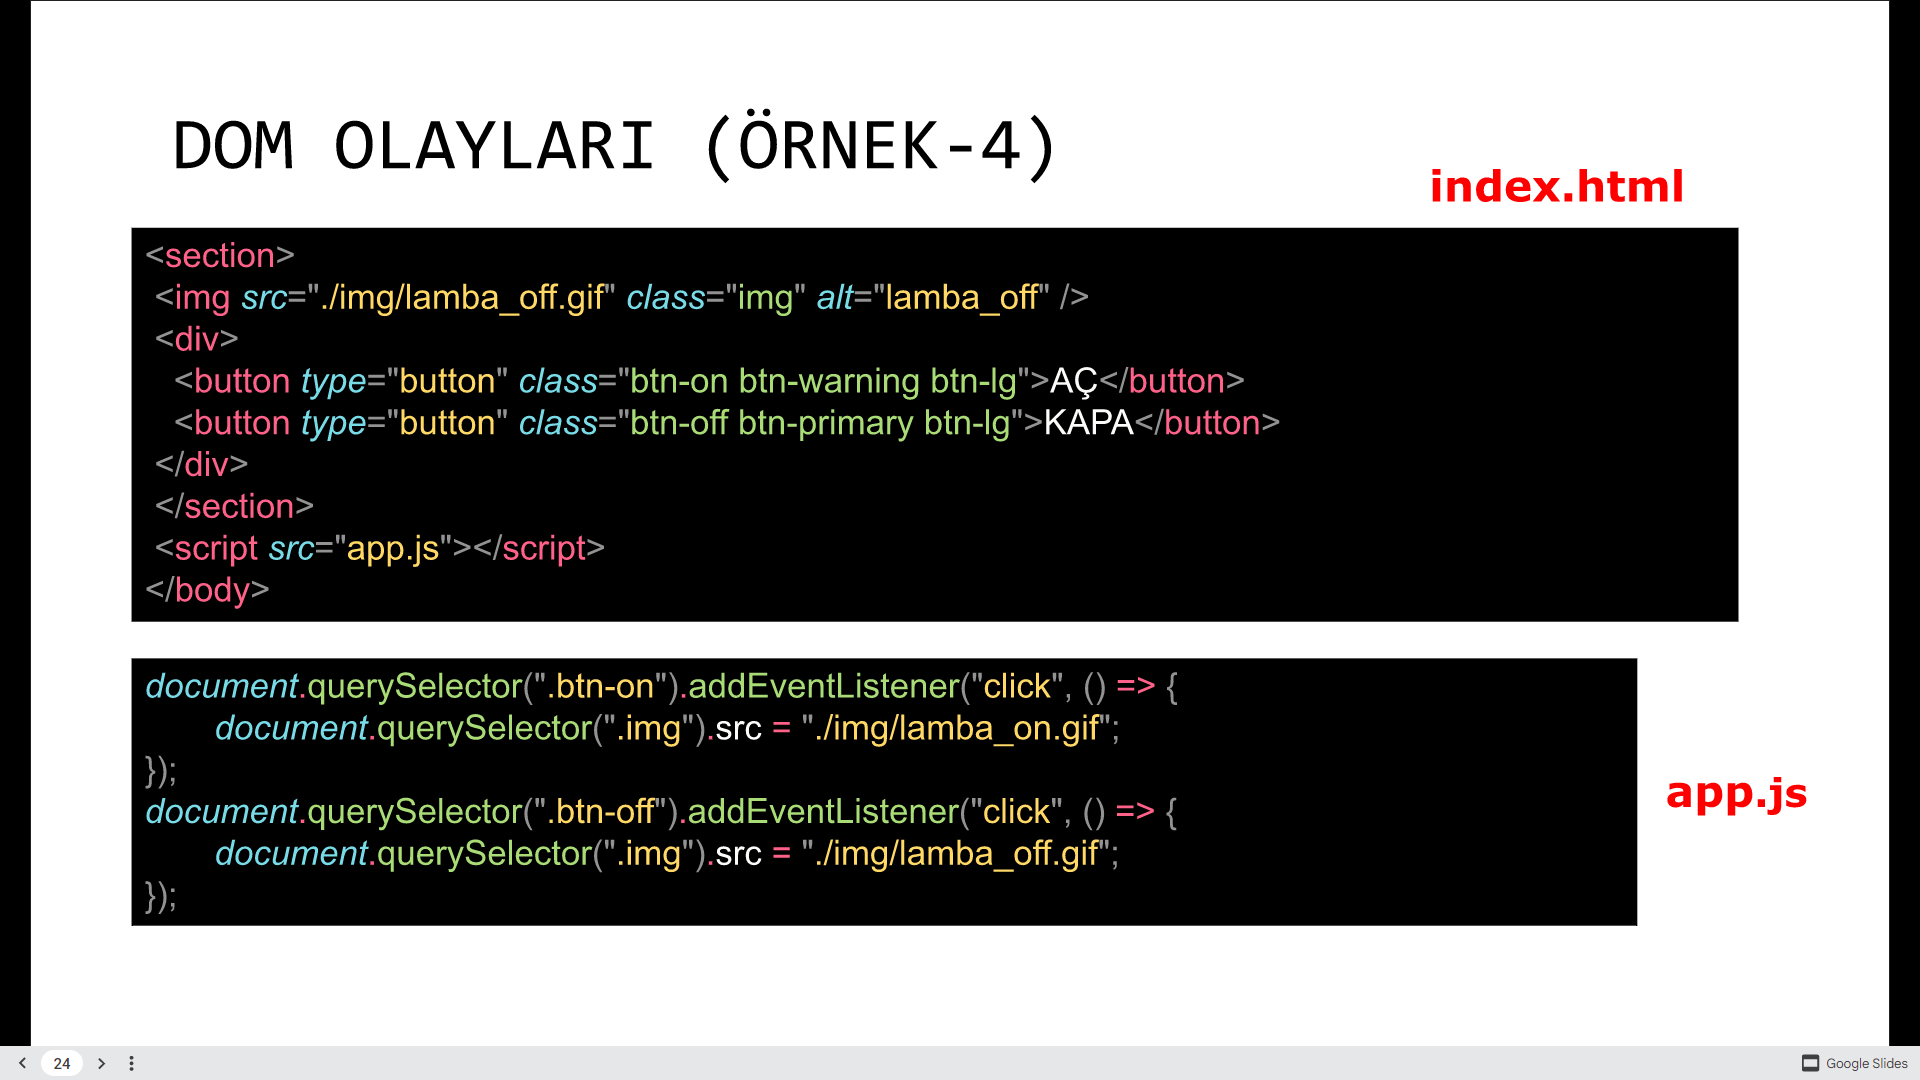 DOM OLAYLARI (ÖRNEK-4)
index.html
<section>
<img src="./img/lamba_off.gif" class="img" alt="lamba_off" />
<div>
<button type="button" class="btn-on btn-warning btn-lg">AÇ</button>
<button type="button" class="btn-off btn-primary btn-lg">KAPA</button>
</div>
</section>
<script src="app.js"></script>
</body>
document.querySelector(".btn-on").addEventListener("click", () => {
document.querySelector(".img").src = "./img/lamba_on.gif";
});
document.querySelector(".btn-off").addEventListener("click", () => {
document.querySelector(".img").src = "./img/lamba_off.gif";
});
app.js
24
Google Slides